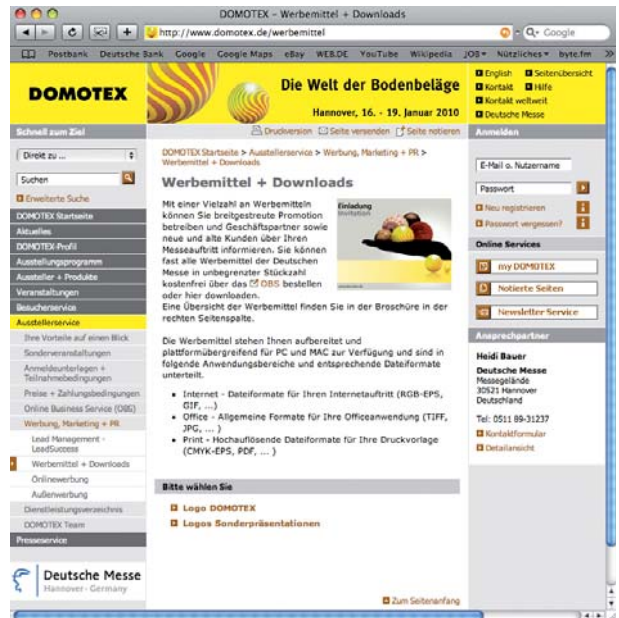 DOMOTEX – Werbemittel + Downloads
http://www.domotex.de/werbemittel
Google
Postbank Deutsche Bank Google Google Maps eBay WEB.DE YouTube Wikipedia JOB Nützliches byte.fm
DOMOTEX
Die Welt der Bodenbeläge
Hannover, 16. - 19. Januar 2010
English Seitenübersicht
Kontakt Hilfe
Kontakt weltweit
Deutsche Messe
Schnell zum Ziel
Direkt zu ...
Suchen
Erweiterte Suche
DOMOTEX Startseite
Aktuelles
DOMOTEX-Profil
Ausstellungsprogramm
Aussteller + Produkte
Veranstaltungen
Besucherservice
Ausstellerservice
Ihre Vorteile auf einen Blick
Sonderveranstaltungen
Anmeldeunterlagen +
Teilnahmebedingungen
Preise + Zahlungsbedingungen
Online Business Service (OBS)
Werbung, Marketing + PR
Lead Management -
LeadSuccess
Werbemittel + Downloads
Onlinewerbung
Außenwerbung
Dienstleistungsverzeichnis
DOMOTEX Team
Presseservice
Deutsche Messe
Hannover · Germany
Druckversion Seite versenden Seite notieren
DOMOTEX Startseite > Ausstellerservice > Werbung, Marketing + PR >
Werbemittel + Downloads
Werbemittel + Downloads
Mit einer Vielzahl an Werbemitteln
können Sie breitgestreute Promotion
betreiben und Geschäftspartner sowie
neue und alte Kunden über Ihren
Messeauftritt informieren. Sie können
fast alle Werbemittel der Deutschen
Messe in unbegrenzter Stückzahl
kostenfrei über das OBS bestellen
oder hier downloaden.
Einladung
Invitation
Eine Übersicht der Werbemittel finden Sie in der Broschüre in der
rechten Seitenspalte.
Die Werbemittel stehen Ihnen aufbereitet und
plattformübergreifend für PC und MAC zur Verfügung und sind in
folgende Anwendungsbereiche und entsprechende Dateiformate
unterteilt.
• Internet - Dateiformate für Ihren Internetauftritt (RGB-EPS,
GIF, ...)
• Office - Allgemeine Formate für Ihre Officeanwendung (TIFF,
JPG, ... )
• Print - Hochauflösende Dateiformate für Ihre Druckvorlage
(CMYK-EPS, PDF, ... )
Bitte wählen Sie
Logo DOMOTEX
Logos Sonderpräsentationen
Zum Seitenanfang
Anmelden
E-Mail o. Nutzername
Passwort
Neu registrieren
Passwort vergessen?
Online Services
my DOMOTEX
Notierte Seiten
Newsletter Service
Ansprechpartner
Heidi Bauer
Deutsche Messe
Messegelände
30521 Hannover
Deutschland
Tel: 0511 89-31237
Kontaktformular
Detailansicht